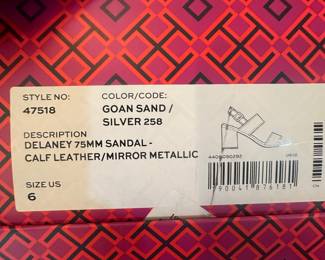 STYLE NO: COLOR/CODE:
47518 GOAN SAND /
SILVER 258
DESCRIPTION
DELANEY 75MM SANDAL -
CALF LEATHER/MIRROR METALLIC
SIZE US
6